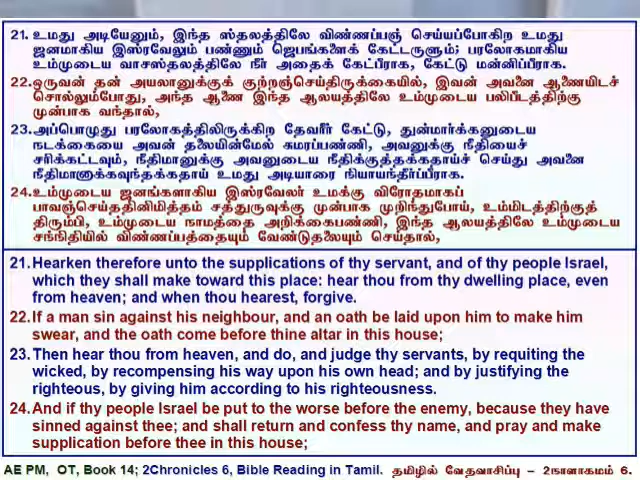 21. உமது அடியேனும், இந்த ஸ்தலத்திலே விண்ணப்பஞ் செய்யப்போகிற உமது
ஜனமாகிய இஸ்ரவேலும் பண்ணும் ஜெபங்களைக் கேட்டருளும்; பரலோகமாகிய
உம்முடைய வாசஸ்தலத்திலே நீர் அதைக் கேட்பீராக, கேட்டு மன்னிப்பீராக.
22.ஒருவன் தன் அயலானுக்குக் குற்றஞ்செய்திருக்கையில், இவன் அவனை ஆணையிடச்
சொல்லும்போது, அந்த ஆணை இந்த ஆலயத்திலே உம்முடைய பலிபீடத்திற்கு
முன்பாக வந்தால்,
23.அப்பொழுது பரலோகத்திலிருக்கிற தேவரீர் கேட்டு, துன்மார்க்கனுடைய
நடக்கையை அவன் தலையின்மேல் சுமரப்பண்ணி, அவனுக்கு நீதியைச்
சரிக்கட்டவும், நீதிமானுக்கு அவனுடைய நீதிக்குத்தக்கதாய்ச் செய்து அவனை
நீதிமானாக்கவுந்தக்கதாய் உமது அடியாரை நியாயந்தீர்ப்பீராக.
24.உம்முடைய ஜனங்களாகிய இஸ்ரவேலர் உமக்கு விரோதமாகப்
பாவஞ்செய்ததினிமித்தம் சத்துருவுக்கு முன்பாக முறிந்துபோய், உம்மிடத்திற்குத்
திரும்பி, உம்முடைய நாமத்தை அறிக்கைபண்ணி, இந்த ஆலயத்திலே உம்முடைய
சந்நிதியில் விண்ணப்பத்தையும் வேண்டுதலையும் செய்தால்,
21.Hearken therefore unto the supplications of thy servant, and of thy people Israel,
which they shall make toward this place: hear thou from thy dwelling place, even
from heaven; and when thou hearest, forgive.
22.If a man sin against his neighbour, and an oath be laid upon him to make him
swear, and the oath come before thine altar in this house;
23.Then hear thou from heaven, and do, and judge thy servants, by requiting the
wicked, by recompensing his way upon his own head; and by justifying the
righteous, by giving him according to his righteousness.
24.And if thy people Israel be put to the worse before the enemy, because they have
sinned against thee; and shall return and confess thy name, and pray and make
supplication before thee in this house;
AE PM, OT, Book 14; 2Chronicles 6, Bible Reading in Tamil. தமிழில் வேதவாசிப்பு – 2நாளாகமம் 6.